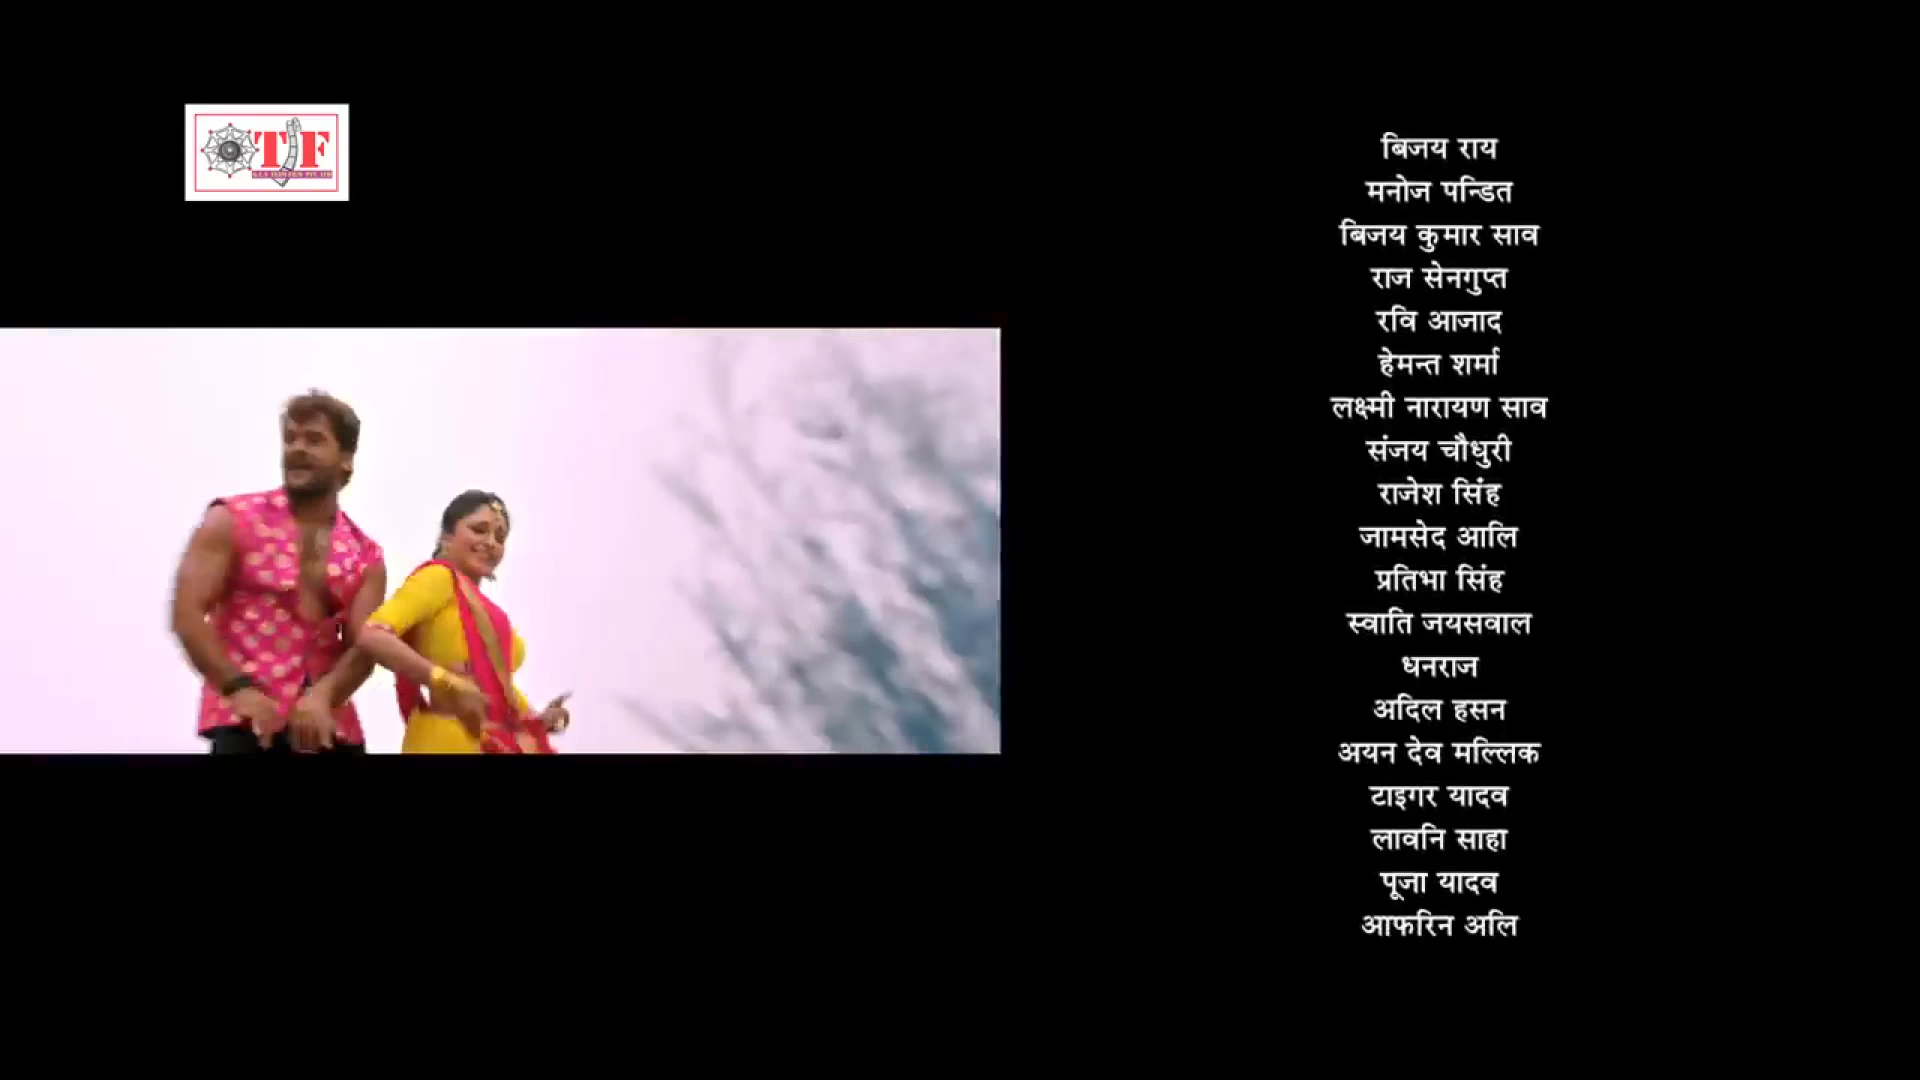 TF
बिजय राय
मनोज पन्डित
बिजय कुमार साव
राज सेनगुप्त
रवि आजाद
हेमन्त शर्मा
लक्ष्मी नारायण साव
संजय चौधुरी
राजेश सिंह
जामसेद आलि
प्रतिभा सिंह
स्वाति जयसवाल
धनराज
अदिल हसन
अयन देव मल्लिक
टाइगर यादव
लावनि साहा
पूजा यादव
आफरिन अलि